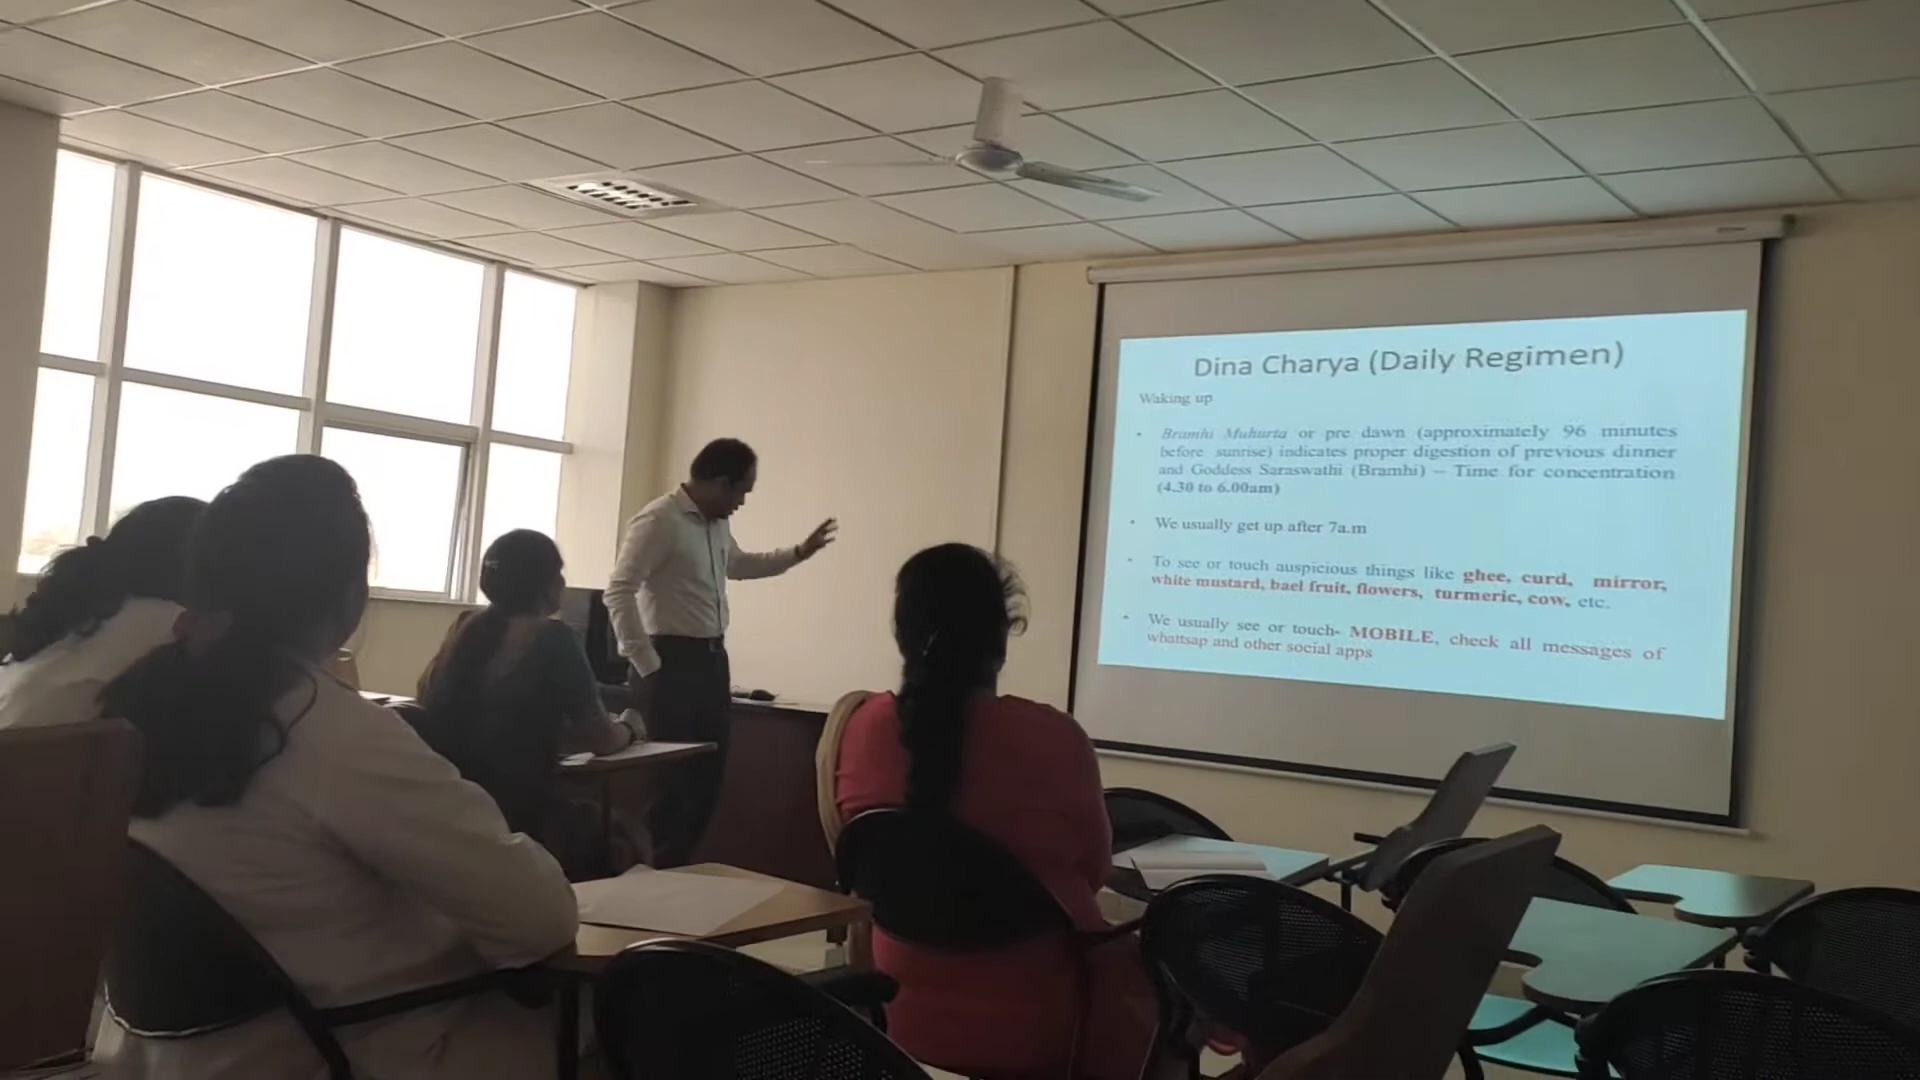 Dina Charya (Daily Regimen)
Waking up
• Bramhi Muhurta or pre dawn (approximately 96 minutes
before sunrise) indicates proper digestion of previous dinner
and Goddess Saraswathi (Bramhi) – Time for concentration
(4.30 to 6.00am)
• We usually get up after 7a.m
• To see or touch auspicious things like ghee, curd, mirror,
white mustard, bael fruit, flowers, turmeric, cow, etc.
• We usually see or touch- MOBILE, check all messages of
whattsap and other social apps